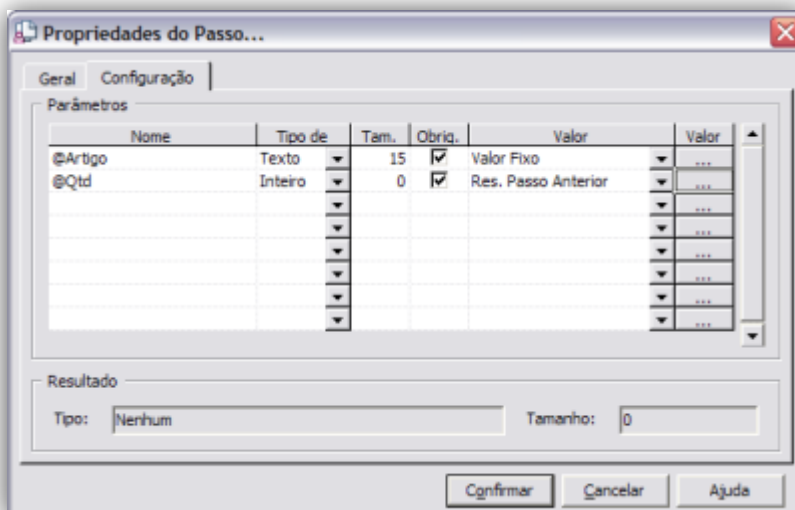 Propriedades do Passo...
Geral Configuração
Parâmetros
Nome Tipo de Tam. Obrig. Valor Valor
@Artigo Texto 15 Valor Fixo ...
@Qtd Inteiro 0 Res. Passo Anterior ...
...
...
...
...
...
...
Resultado
Tipo: Nenhum Tamanho: 0
Confirmar Cancelar Ajuda